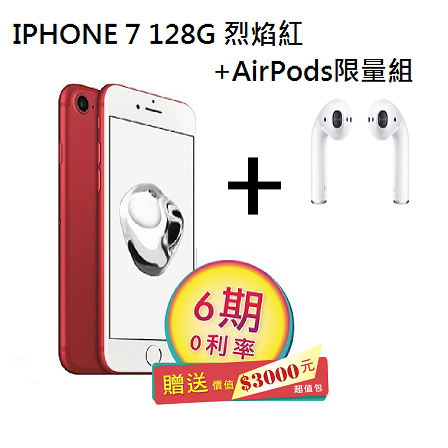 IPHONE 7 128G 烈焰紅
+AirPods限量組
6期
0利率
贈送 價值 $3000元
超值包